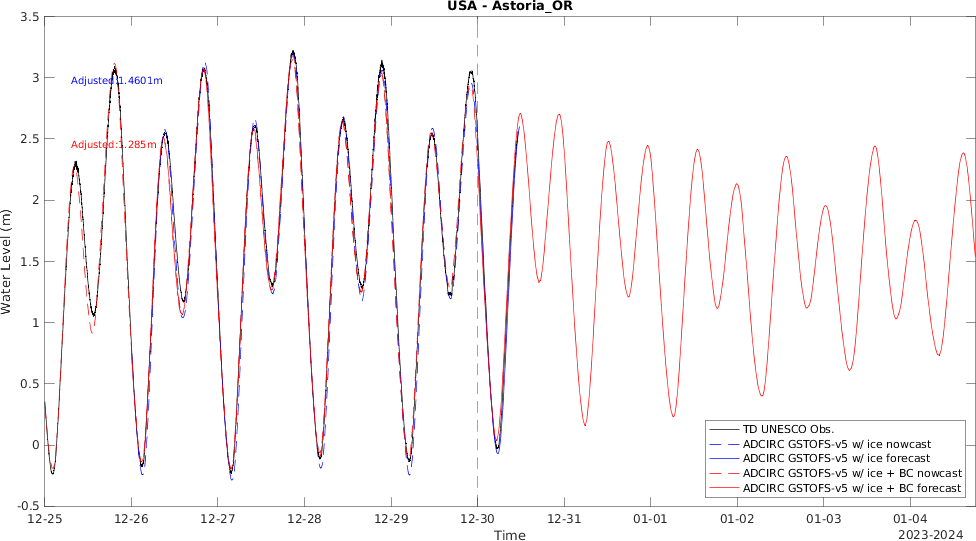 USA - Astoria_OR
3.5
3
2.5
2
1.5
1
0.5
0
-0.5
Water Level (m)
Adjusted:1.4601m
Adjusted:1.285m
TD UNESCO Obs.
ADCIRC GSTOFS-v5 w/ ice nowcast
ADCIRC GSTOFS-v5 w/ ice forecast
ADCIRC GSTOFS-v5 w/ ice + BC nowcast
ADCIRC GSTOFS-v5 w/ ice + BC forecast
12-25 12-26 12-27 12-28 12-29 12-30 12-31 01-01 01-02 01-03 01-04
Time
2023-2024